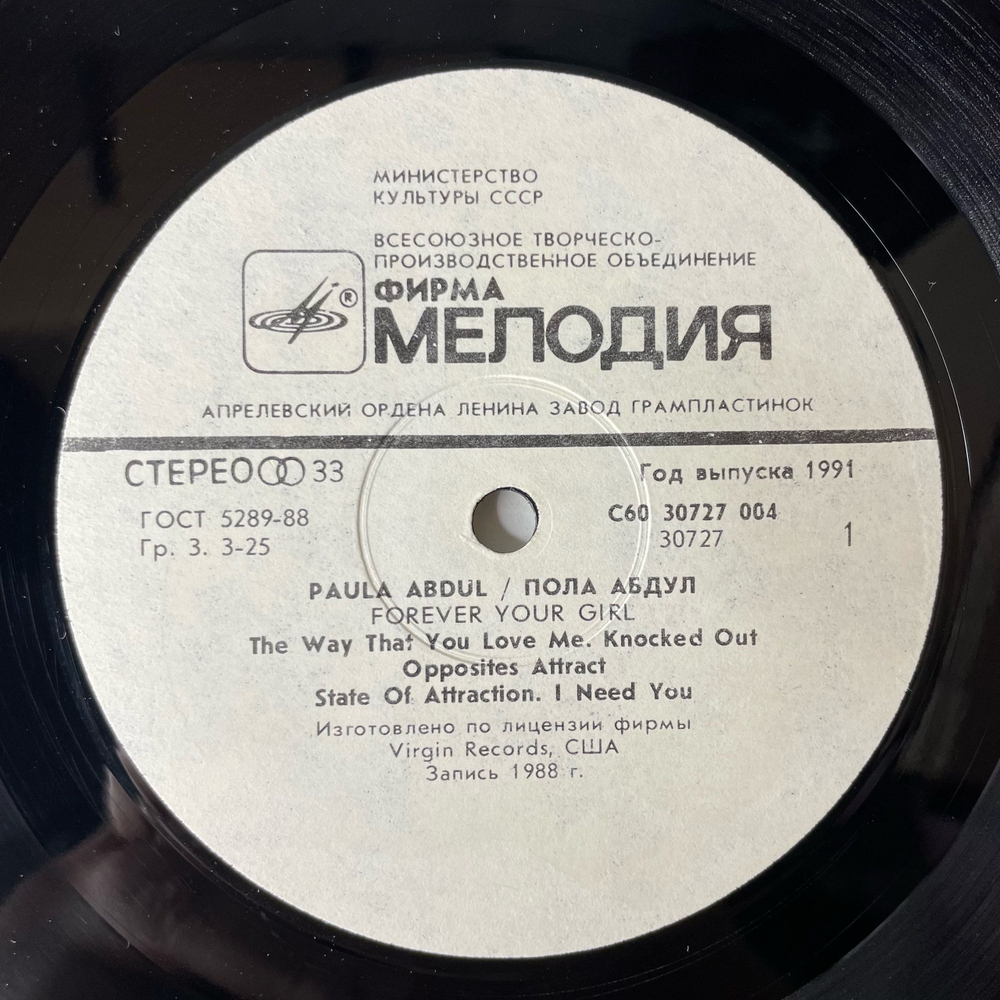 МИНИСТЕРСТВО
КУЛЬТУРЫ СССР
ВСЕСОЮЗНОЕ ТВОРЧЕСКО-
ПРОИЗВОДСТВЕННОЕ ОБЪЕДИНЕНИЕ
ФИРМА
®
МЕЛОДИЯ
АПРЕЛЕВСКИЙ ОРДЕНА ЛЕНИНА ЗАВОД ГРАМПЛАСТИНОК
СТЕРЕО 33 Год выпуска 1991
ГОСТ 5289-88 С60 30727 004
Гр. 3. 3-25 30727 1
PAULA ABDUL / ПОЛА АБДУЛ
FOREVER YOUR GIRL
The Way That You Love Me. Knocked Out
Opposites Attract
State Of Attraction. I Need You
Изготовлено по лицензии фирмы
Virgin Records, США
Запись 1988 г.